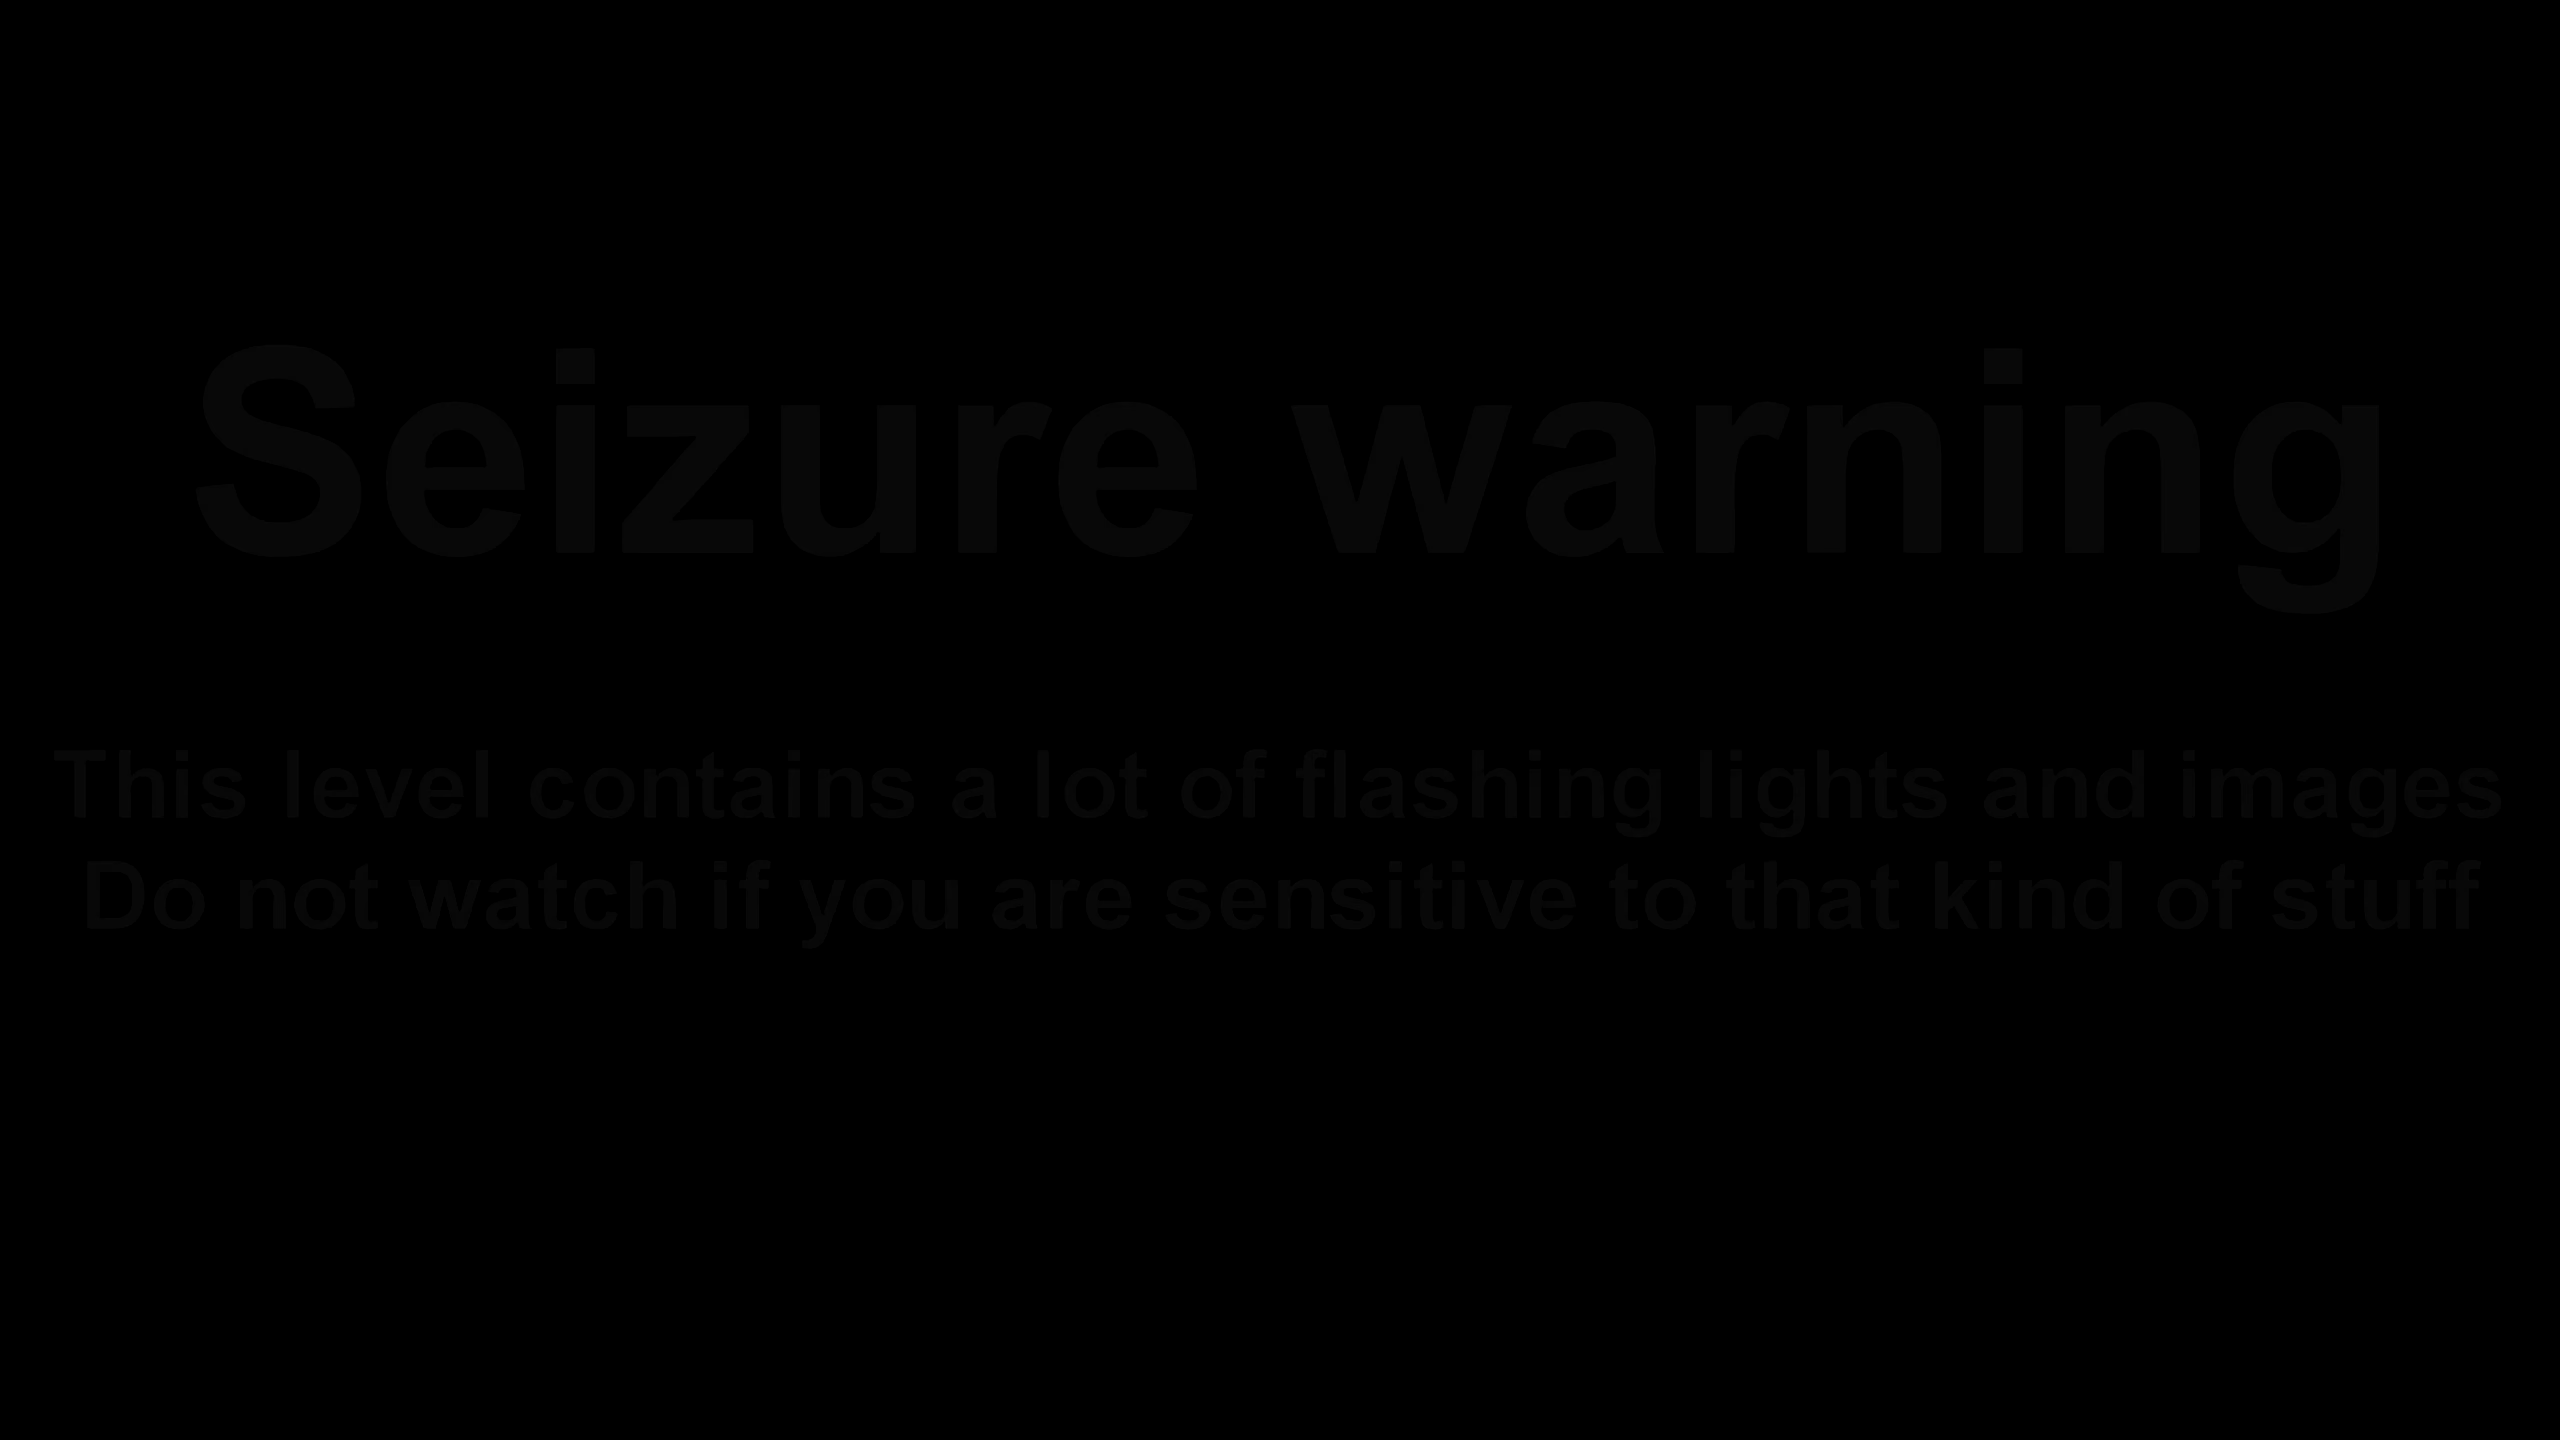 Seizure warning
This level contains a lot of flashing lights and images
Do not watch if you are sensitive to that kind of stuff